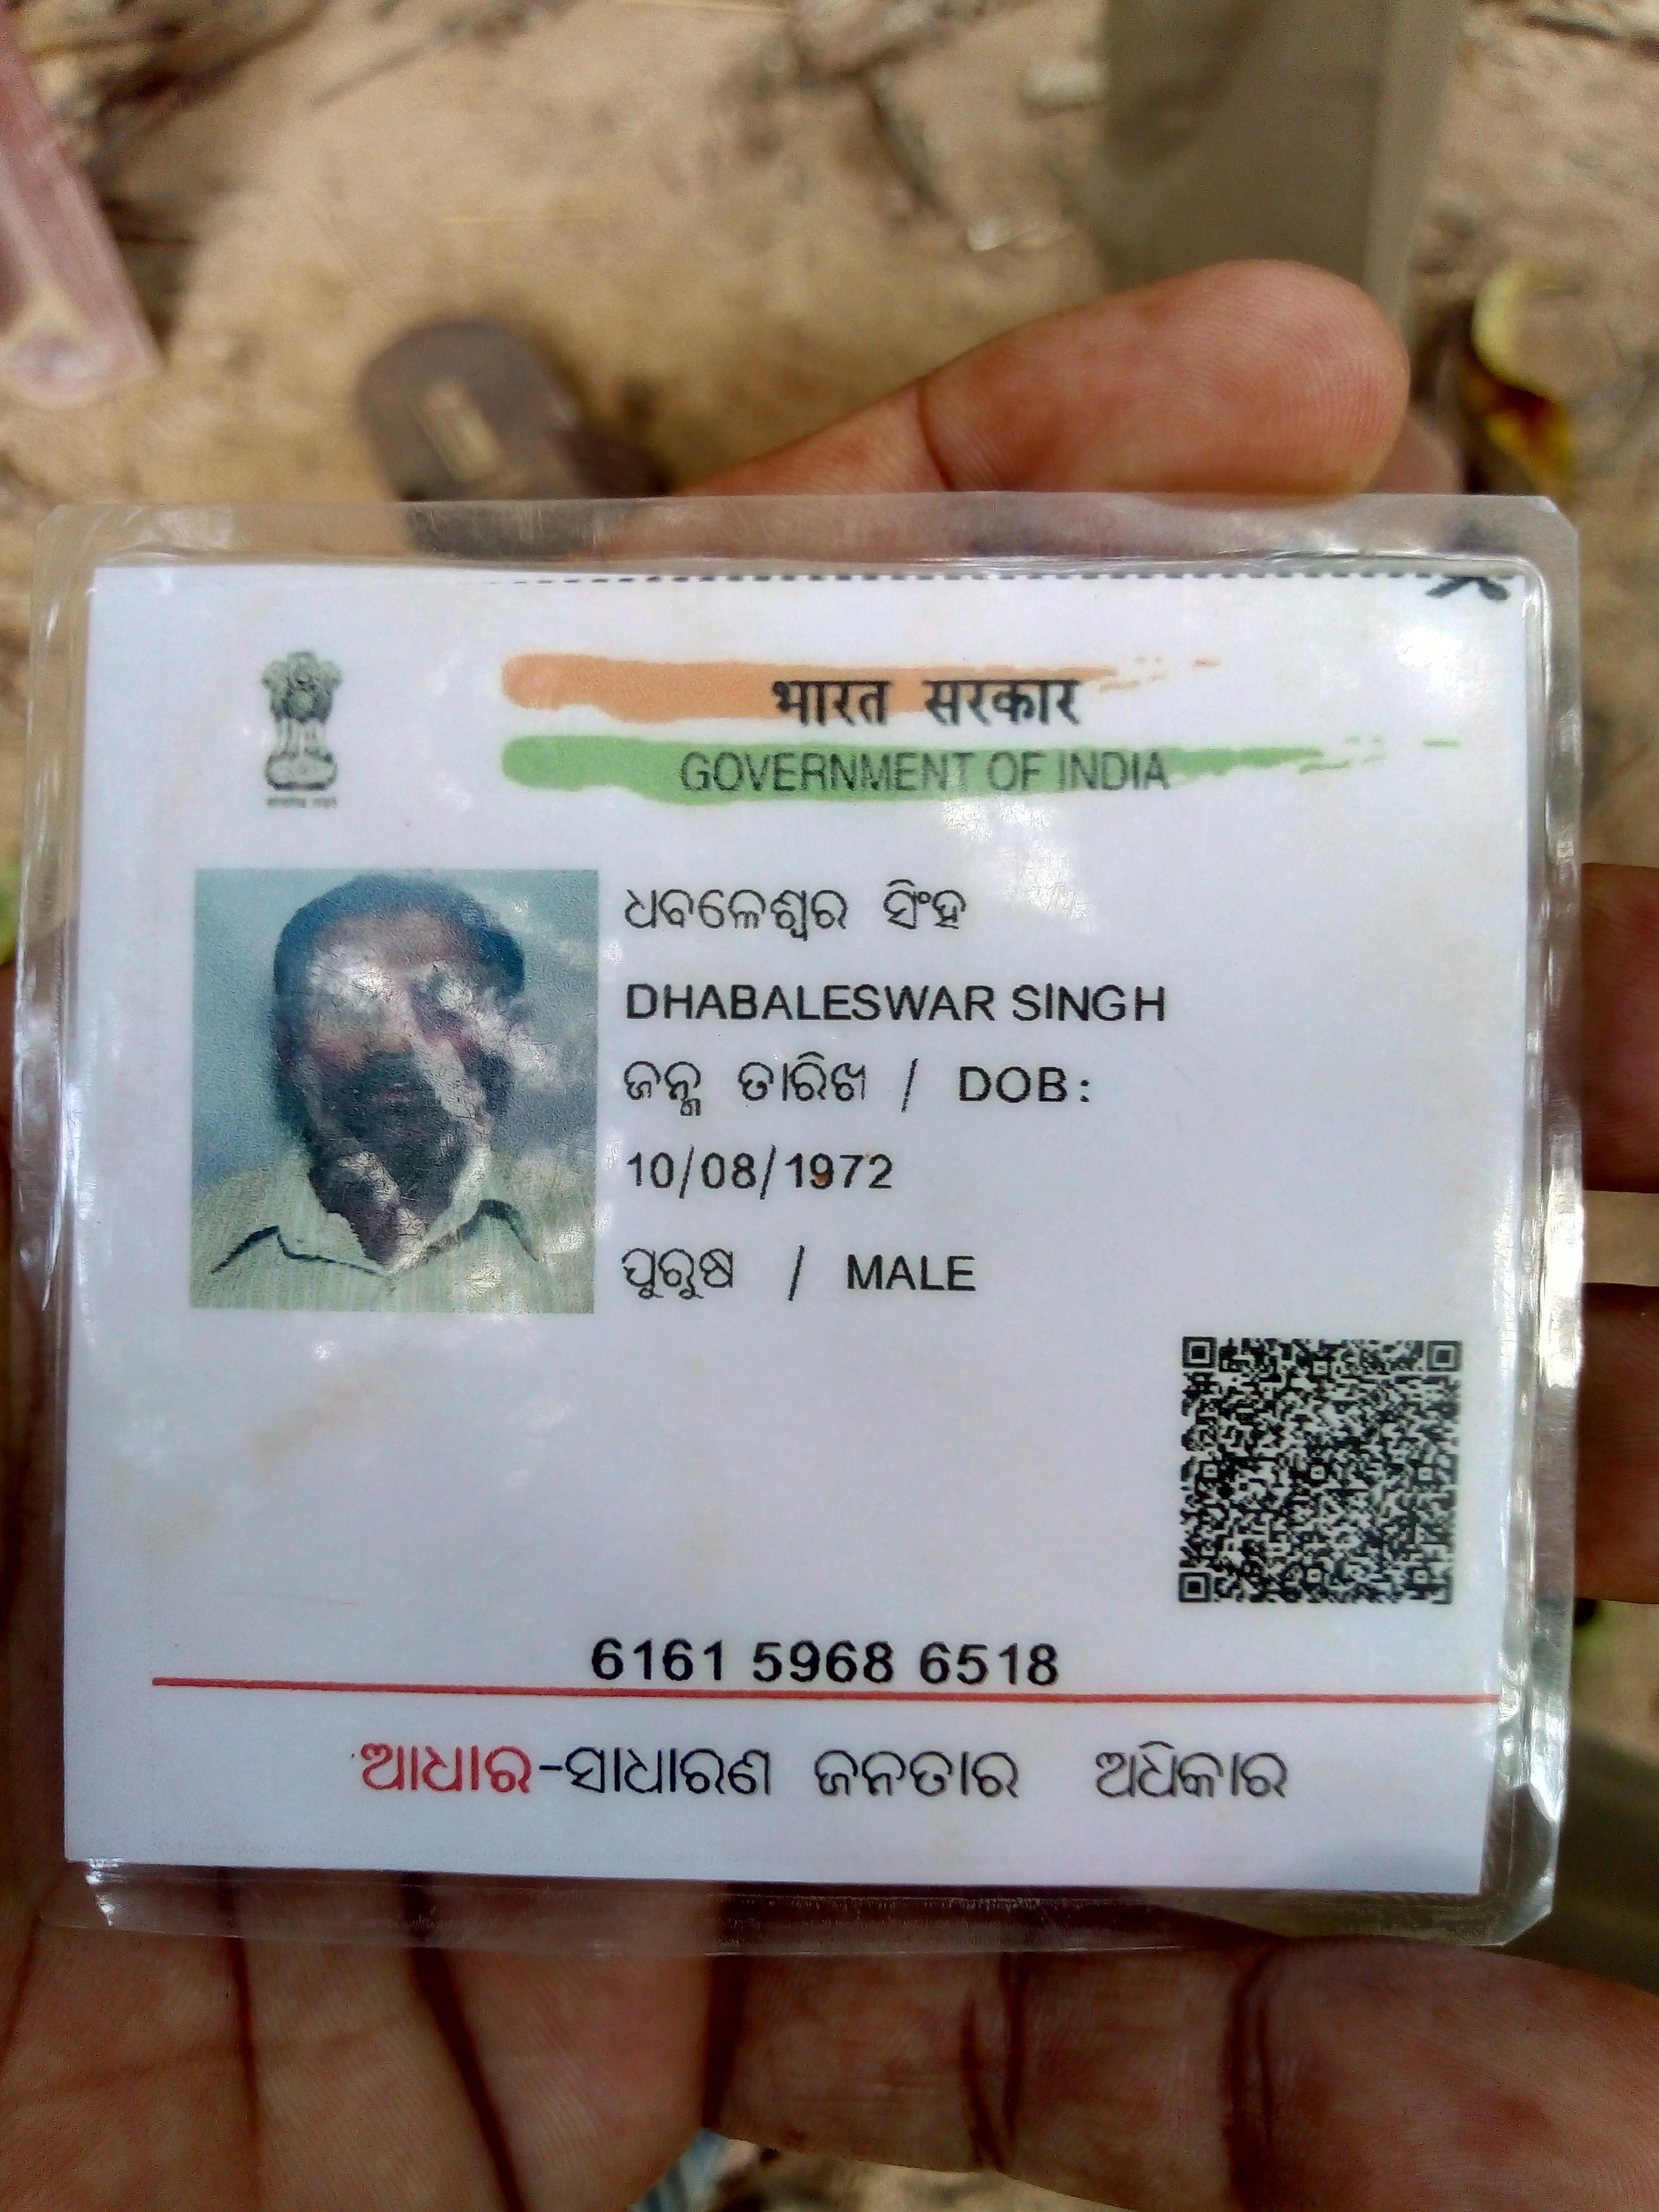 भारत सरकार
GOVERNMENT OF INDIA
ଧବଳେଶ୍ୱର ସିଂହ
DHABALESWAR SINGH
ଜନ୍ମ ତାରିଖ / DOB:
10/08/1972
ପୁରୁଷ / MALE
6161 5968 6518
ଆଧାର-ସାଧାରଣ ଜନତାର ଅଧିକାର